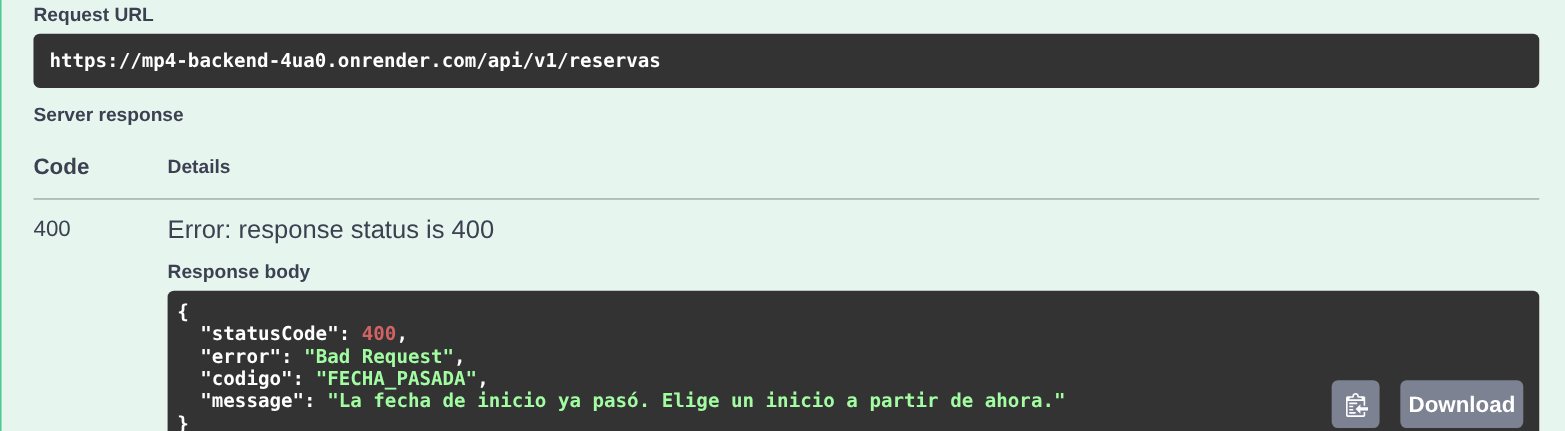 Request URL
https://mp4-backend-4ua0.onrender.com/api/v1/reservas
Server response
Code Details
400 Error: response status is 400
Response body
{
"statusCode": 400,
"error": "Bad Request",
"codigo": "FECHA_PASADA",
"message": "La fecha de inicio ya pasó. Elige un inicio a partir de ahora."
}
Download